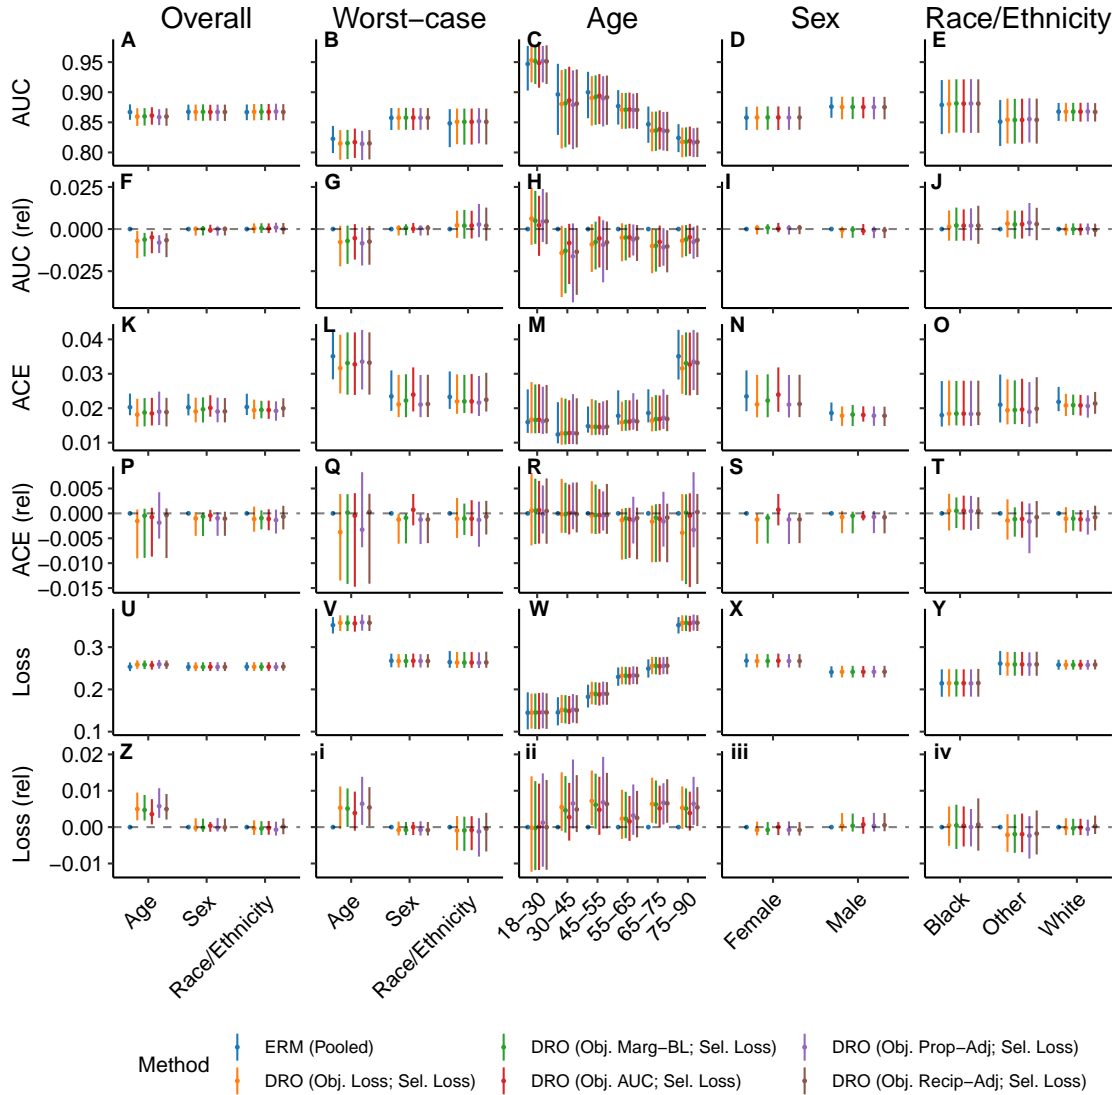 Overall Worst−case Age Sex Race/Ethnicity
A B C D E
AUC
0.95
0.90
0.85
0.80
F G H I J
AUC (rel)
0.025
0.000
−0.025
K L M N O
ACE
0.04
0.03
0.02
0.01
P Q R S T
ACE (rel)
0.005
0.000
−0.005
−0.010
−0.015
U V W X Y
Loss
0.3
0.2
0.1
Z i ii iii iv
Loss (rel)
0.02
0.01
0.00
−0.01
Age Sex Race/Ethnicity Age Sex Race/Ethnicity 18−30 30−45 45−55 55−65 65−75 75−90 Female Male Black Other White
Method
ERM (Pooled) DRO (Obj. Marg−BL; Sel. Loss) DRO (Obj. Prop−Adj; Sel. Loss)
DRO (Obj. Loss; Sel. Loss) DRO (Obj. AUC; Sel. Loss) DRO (Obj. Recip−Adj; Sel. Loss)